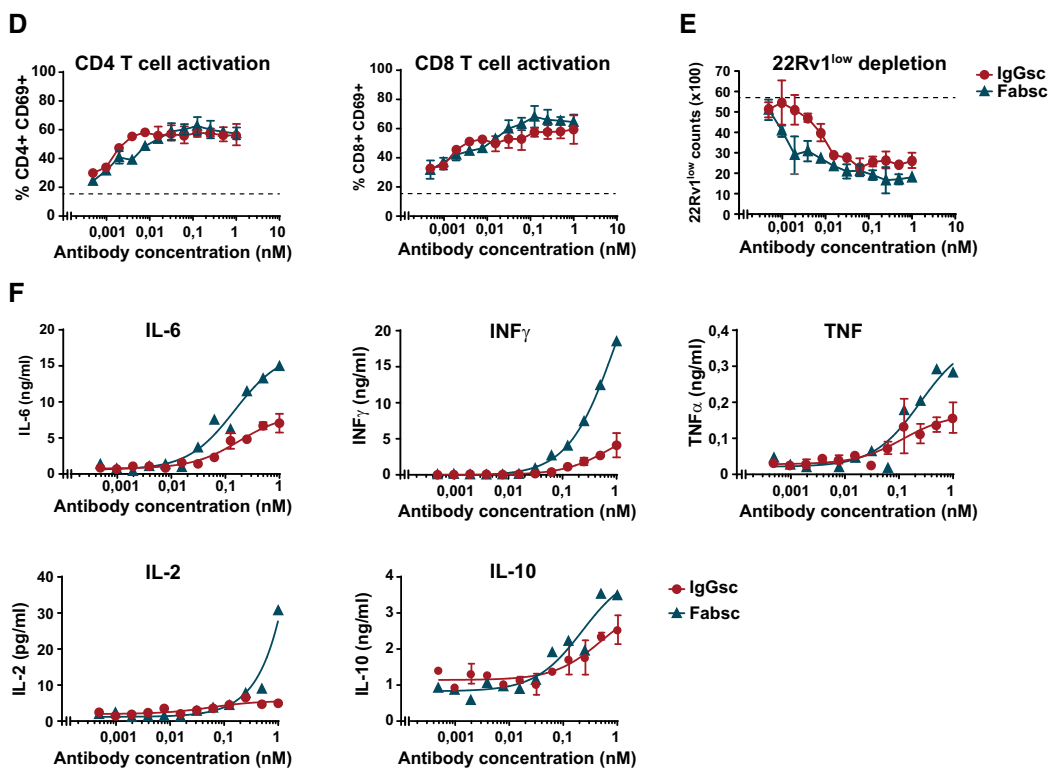 D
E
CD4 T cell activation
CD8 T cell activation
22Rv1low depletion
IgGsc
Fabsc
% CD4+ CD69+
100
80
60
40
20
0
0,001 0,01 0,1 1 10
Antibody concentration (nM)
% CD8+ CD69+
100
80
60
40
20
0
0,001 0,01 0,1 1 10
Antibody concentration (nM)
22Rv1low counts (x100)
70
60
50
40
30
20
10
0
0,001 0,01 0,1 1 10
Antibody concentration (nM)
F
IL-6
IL-6 (ng/ml)
20
15
10
5
0
0,001 0,01 0,1 1
Antibody concentration (nM)
INFγ
INFγ (ng/ml)
20
15
10
5
0
0,001 0,01 0,1 1
Antibody concentration (nM)
TNF
TNFα (ng/ml)
0,4
0,3
0,2
0,1
0
0,001 0,01 0,1 1
Antibody concentration (nM)
IL-2
IL-2 (pg/ml)
40
30
20
10
0
0,001 0,01 0,1 1
Antibody concentration (nM)
IL-10
IL-10 (ng/ml)
4
3
2
1
0
0,001 0,01 0,1 1
Antibody concentration (nM)
IgGsc
Fabsc